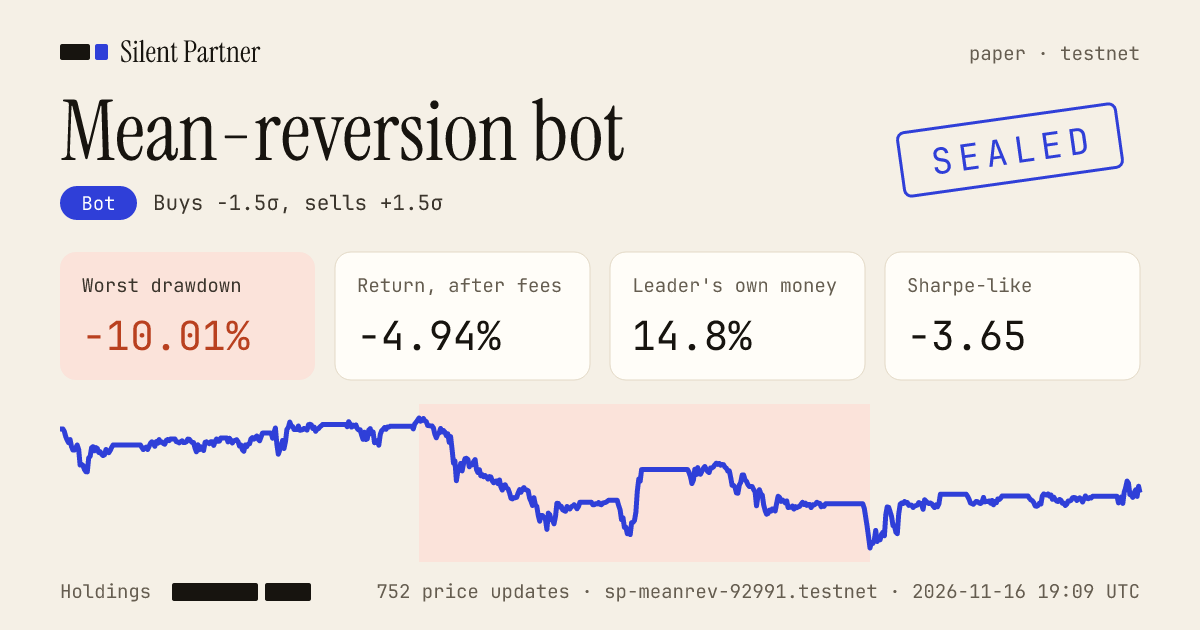 Silent Partner
paper · testnet
Mean-reversion bot
SEALED
Bot
Buys -1.5σ, sells +1.5σ
Worst drawdown
-10.01%
Return, after fees
-4.94%
Leader's own money
14.8%
Sharpe-like
-3.65
Holdings
752 price updates · sp-meanrev-92991.testnet · 2026-11-16 19:09 UTC